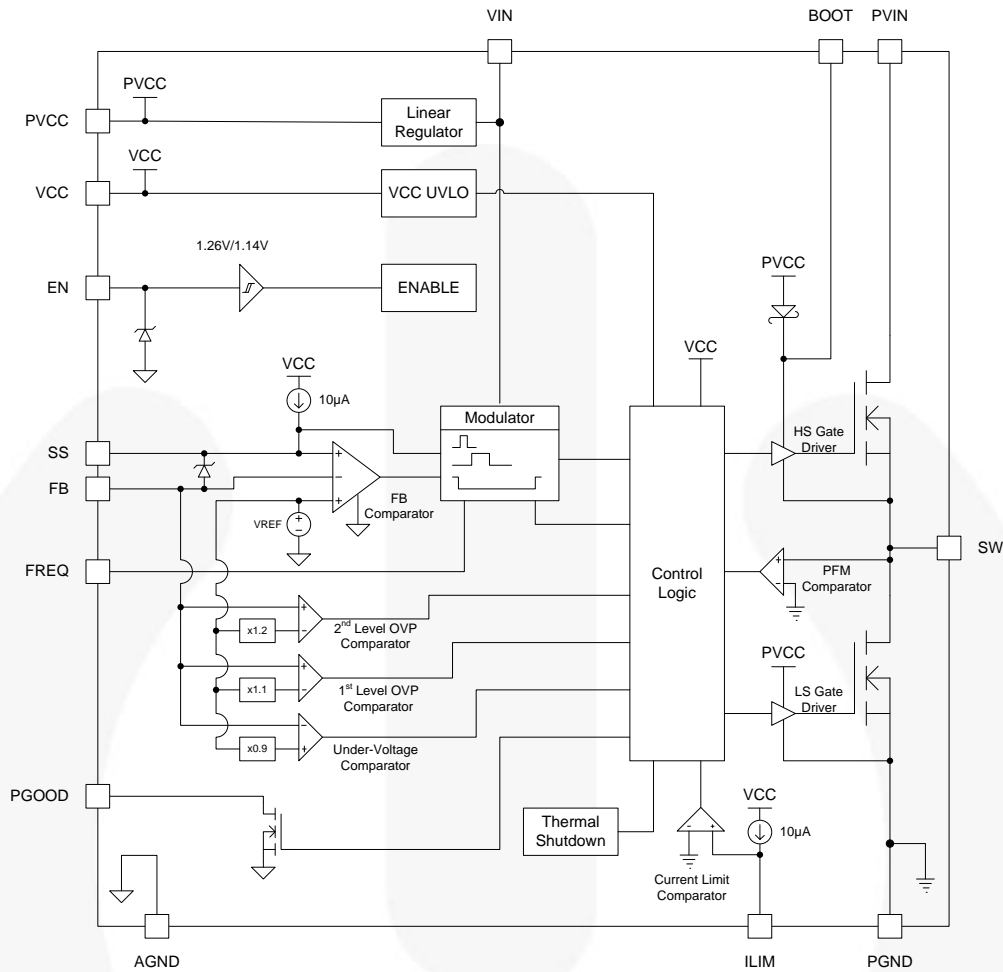 VIN
BOOT
PVIN
PVCC
PVCC
Linear
Regulator
VCC
VCC
VCC UVLO
1.26V/1.14V
EN
ENABLE
PVCC
VCC
10µA
VCC
Modulator
SS
FB
HS Gate
Driver
+
−
+
FB
Comparator
VREF
+
−
SW
FREQ
Control
Logic
+
−
PFM
Comparator
x1.2
+
−
2nd Level OVP
Comparator
PVCC
x1.1
+
−
1st Level OVP
Comparator
LS Gate
Driver
x0.9
−
+
Under-Voltage
Comparator
PGOOD
Thermal
Shutdown
VCC
10µA
−
+
Current Limit
Comparator
AGND
ILIM
PGND